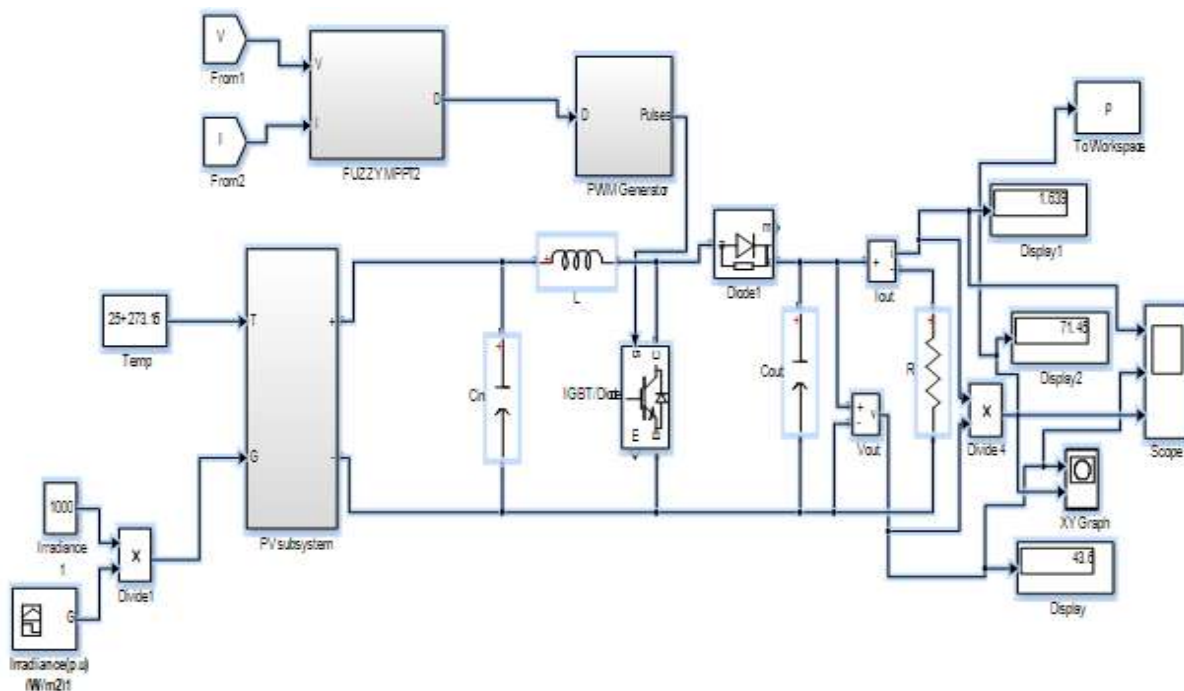 V
From1
I
From2
V
I
D
FUZZY MPPT2
D
Pulses
PWM Generator
P
To Workspace
1.639
Display1
m
Diode1
L
i
+
-
Iout
25+273.15
Temp
T
G
+
-
PV subsystem
Cin
g
C
IGBT/Diode
E
m
Cout
+
-
v
Vout
R
71.45
Display2
X
Divide 4
Scope
XY Graph
43.6
Display
1000
Irradiance
1
X
Divide1
G
Irradiance(p.u)
(W/m2)1